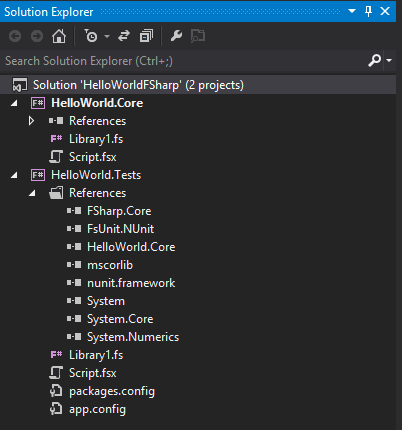 Solution Explorer
Search Solution Explorer (Ctrl+;)
Solution 'HelloWorldFSharp' (2 projects)
F# HelloWorld.Core
References
F# Library1.fs
Script.fsx
F# HelloWorld.Tests
References
FSharp.Core
FsUnit.NUnit
HelloWorld.Core
mscorlib
nunit.framework
System
System.Core
System.Numerics
F# Library1.fs
Script.fsx
packages.config
app.config